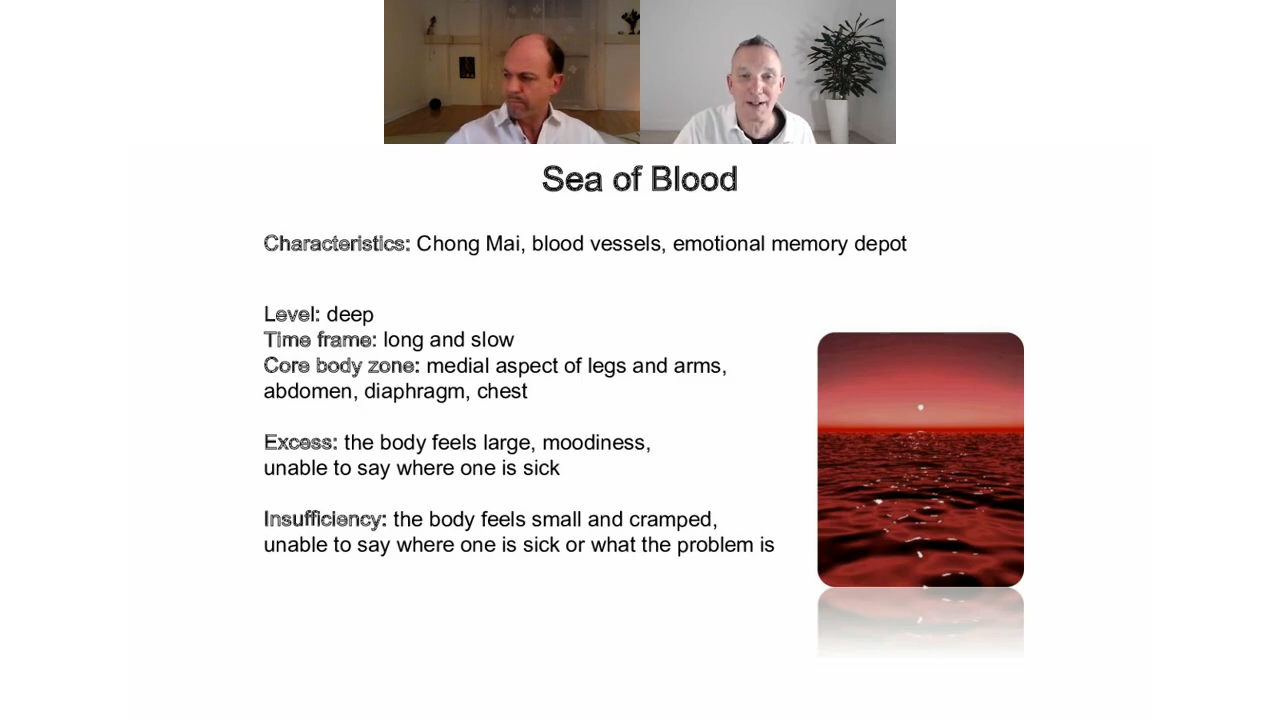 Sea of Blood
Characteristics: Chong Mai, blood vessels, emotional memory depot
Level: deep
Time frame: long and slow
Core body zone: medial aspect of legs and arms,
abdomen, diaphragm, chest
Excess: the body feels large, moodiness,
unable to say where one is sick
Insufficiency: the body feels small and cramped,
unable to say where one is sick or what the problem is